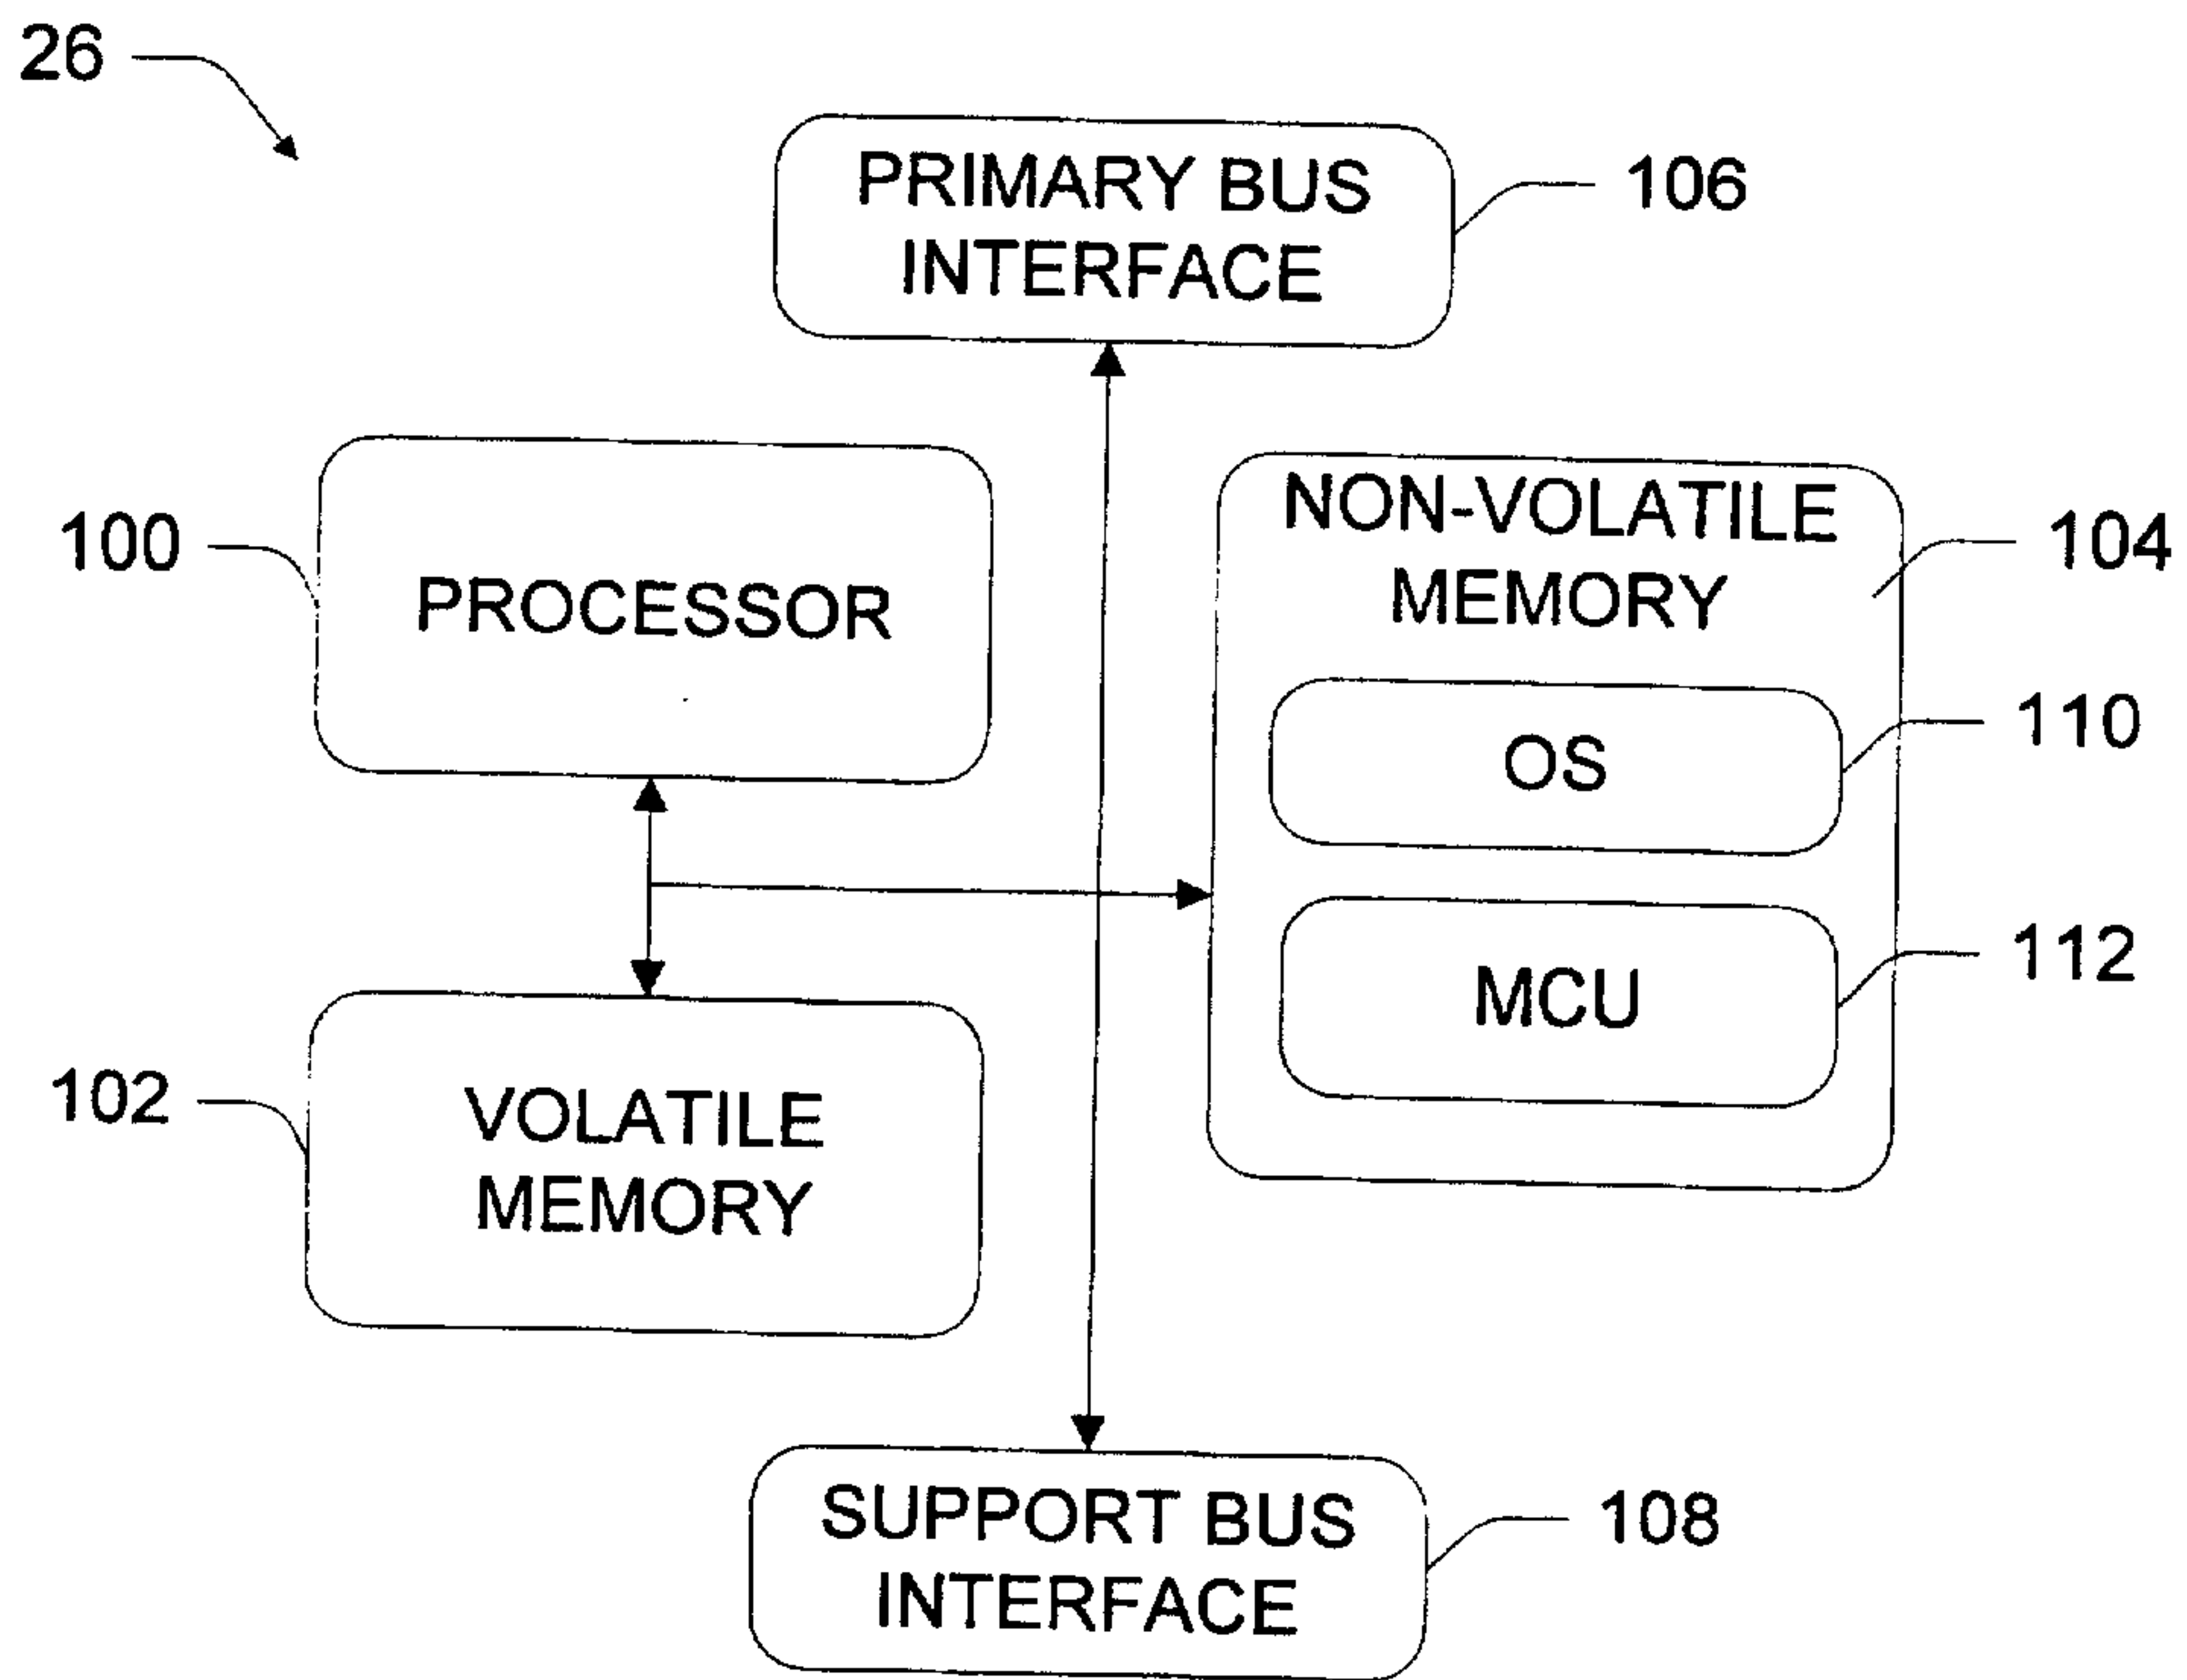 26
PRIMARY BUS
INTERFACE
106
100
PROCESSOR
NON-VOLATILE
MEMORY
104
OS
110
MCU
112
102
VOLATILE
MEMORY
SUPPORT BUS
INTERFACE
108